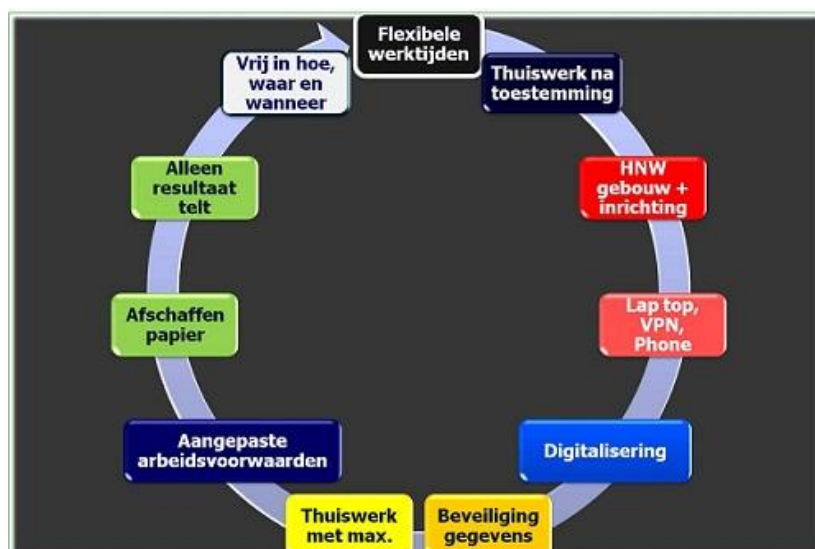 Flexibele
werktijden
Thuiswerk na
toestemming
HNW
gebouw +
inrichting
Lap top,
VPN,
Phone
Digitalisering
Beveiliging
gegevens
Thuiswerk
met max.
Aangepaste
arbeidsvoorwaarden
Afschaffen
papier
Alleen
resultaat
telt
Vrij in hoe,
waar en
wanneer